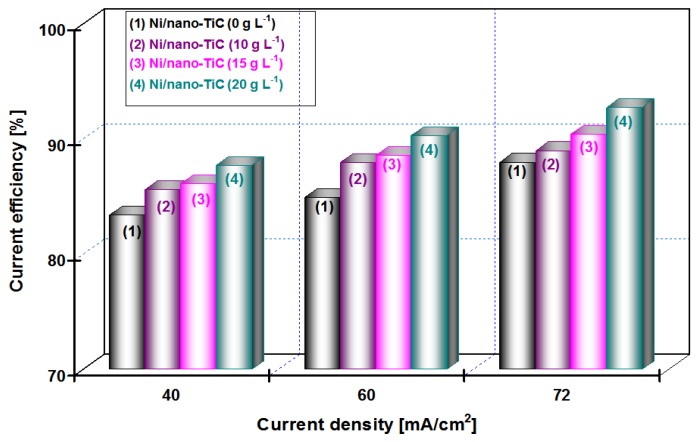 100
90
80
70
Current efficiency [%]
(1) Ni/nano-TiC (0 g L⁻¹)
(2) Ni/nano-TiC (10 g L⁻¹)
(3) Ni/nano-TiC (15 g L⁻¹)
(4) Ni/nano-TiC (20 g L⁻¹)
(1) (2) (3) (4)
(1) (2) (3) (4)
(1) (2) (3) (4)
40 60 72
Current density [mA/cm²]